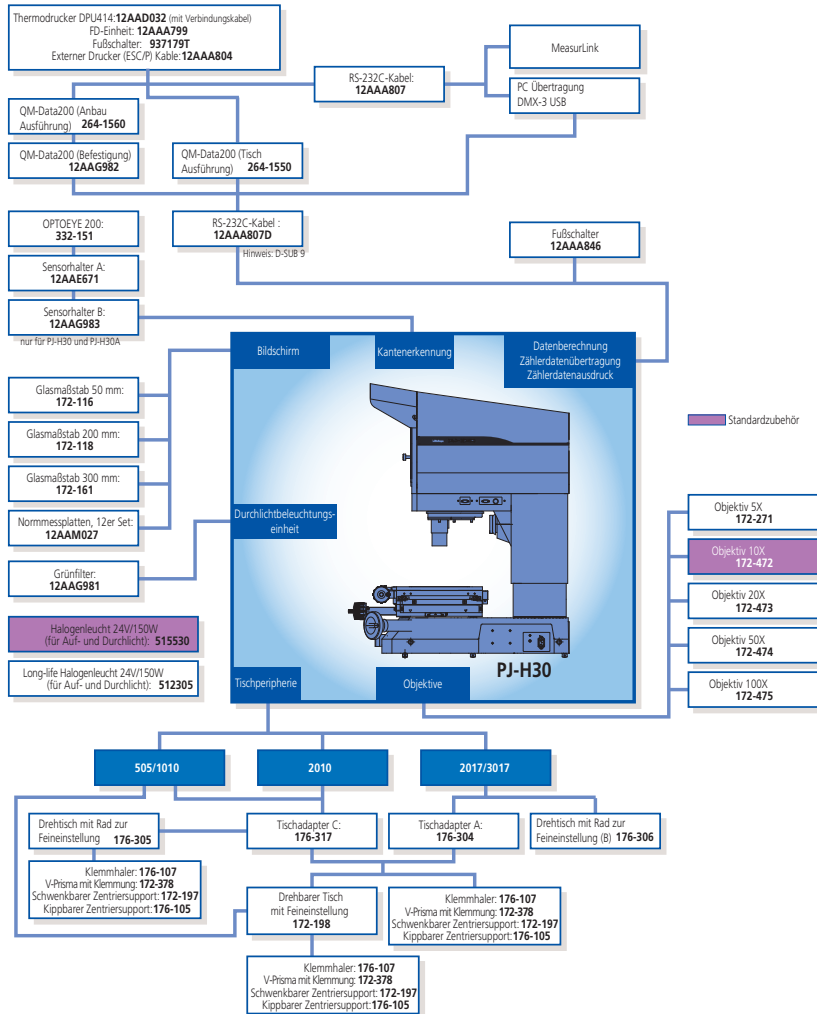 Thermodrucker DPU414:12AAD032 (mit Verbindungskabel)
FD-Einheit: 12AAA799
Fußschalter: 937179T
Externer Drucker (ESC/P) Kable:12AAA804
RS-232C-Kabel:
12AAA807
MeasurLink
PC Übertragung
DMX-3 USB
QM-Data200 (Anbau
Ausführung) 264-1560
QM-Data200 (Befestigung)
12AAG982
QM-Data200 (Tisch
Ausführung) 264-1550
OPTOEYE 200:
332-151
RS-232C-Kabel :
12AAA807D
Hinweis: D-SUB 9
Fußschalter
12AAA846
Sensorhalter A:
12AAE671
Sensorhalter B:
12AAG983
nur für PJ-H30 und PJ-H30A
Bildschirm
Kantenerkennung
Datenberechnung
Zählerdatenübertragung
Zählerdatenausdruck
Glasmaßstab 50 mm:
172-116
Glasmaßstab 200 mm:
172-118
Glasmaßstab 300 mm:
172-161
Normmessplatten, 12er Set:
12AAM027
Grünfilter:
12AAG981
Durchlichtbeleuchtungs-
einheit
Standardzubehör
Objektiv 5X
172-271
Objektiv 10X
172-472
Objektiv 20X
172-473
Objektiv 50X
172-474
Objektiv 100X
172-475
Halogenleucht 24V/150W
(für Auf- und Durchlicht): 515530
Long-life Halogenleucht 24V/150W
(für Auf- und Durchlicht): 512305
PJ-H30
Tischperipherie
Objektive
505/1010
2010
2017/3017
Drehtisch mit Rad zur
Feineinstellung 176-305
Tischadapter C:
176-317
Tischadapter A:
176-304
Drehtisch mit Rad zur
Feineinstellung (B) 176-306
Klemmhaler: 176-107
V-Prisma mit Klemmung: 172-378
Schwenkbarer Zentriersupport: 172-197
Kippbarer Zentriersupport: 176-105
Drehbarer Tisch
mit Feineinstellung
172-198
Klemmhaler: 176-107
V-Prisma mit Klemmung: 172-378
Schwenkbarer Zentriersupport: 172-197
Kippbarer Zentriersupport: 176-105
Klemmhaler: 176-107
V-Prisma mit Klemmung: 172-378
Schwenkbarer Zentriersupport: 172-197
Kippbarer Zentriersupport: 176-105